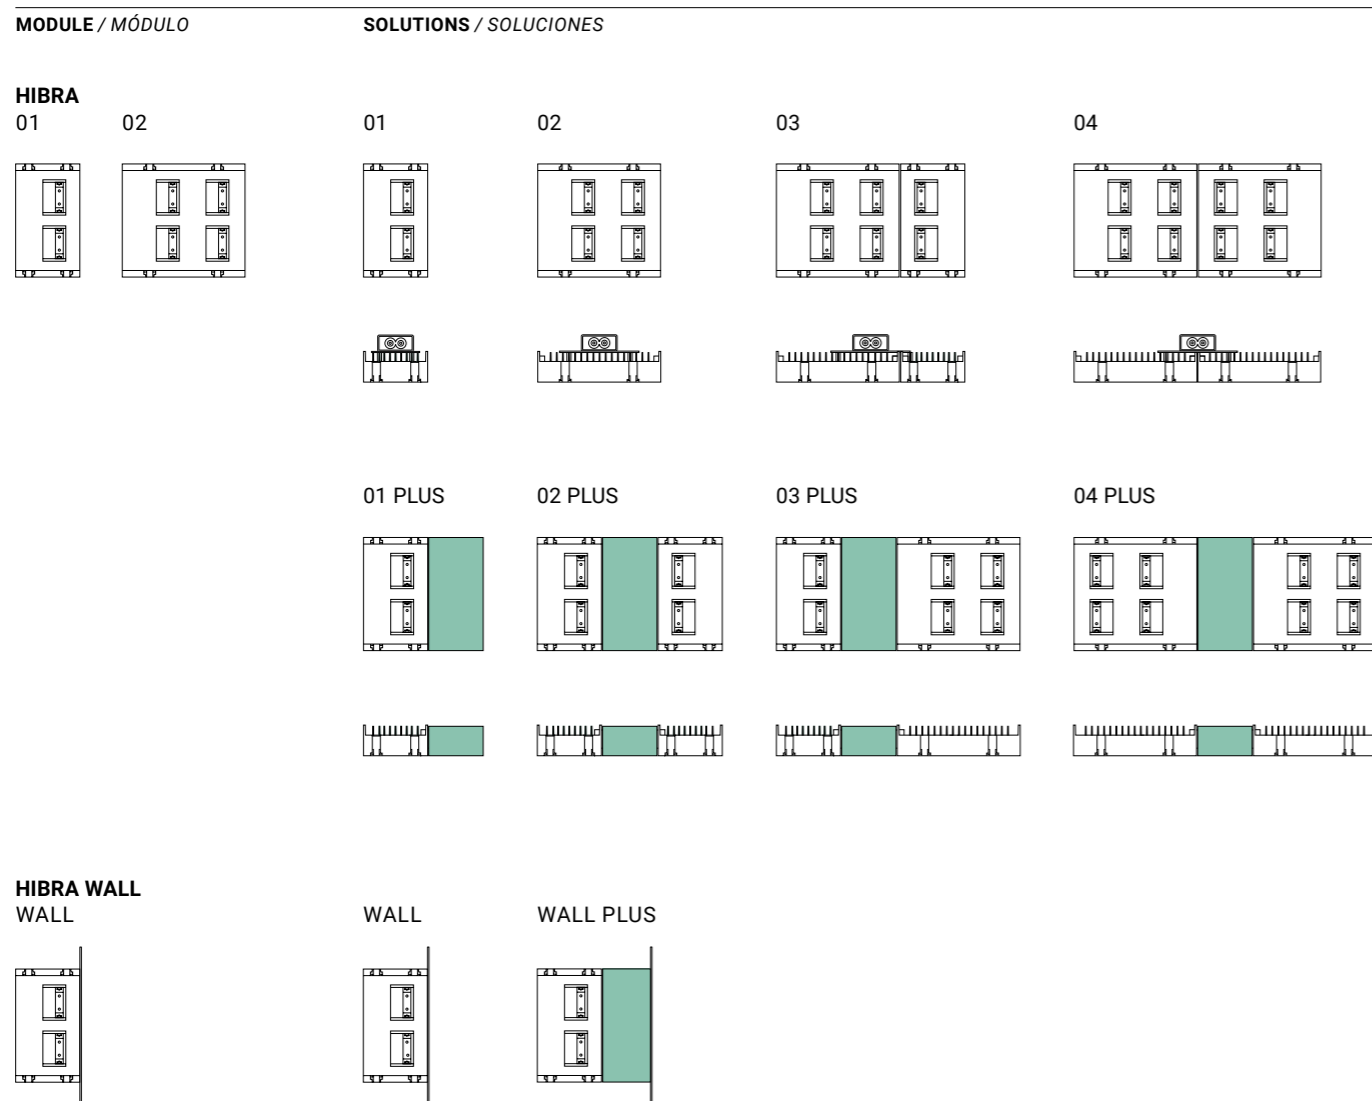 MODULE / MÓDULO
SOLUTIONS / SOLUCIONES
HIBRA
01 02
01 02 03 04
01 PLUS 02 PLUS 03 PLUS 04 PLUS
HIBRA WALL
WALL
WALL WALL PLUS